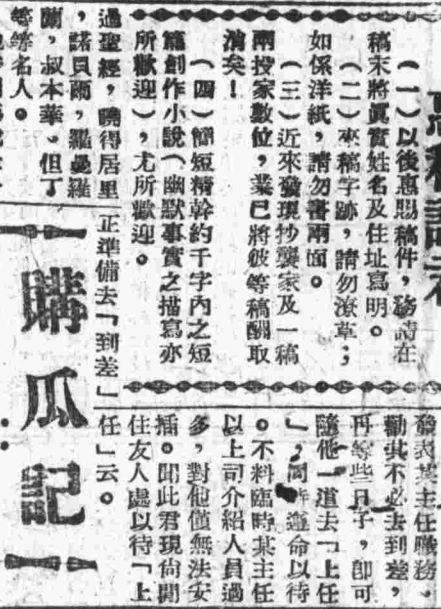 （一）以後惠賜稿件，務請在
稿末將眞實姓名及住址寫明。
（二）來稿字跡，請勿潦草；
如係洋紙，請勿書兩面。
（三）近來發現抄襲家及一稿
兩投家數位，業已將彼等稿酬取
消矣！
（四）簡短精幹約千字內之短
篇創作小說（幽默事實之描寫亦
所歡迎），尤所歡迎。
過聖經，曉得居里
，諾貝爾，羅曼羅
蘭，叔本華。但丁
等等名人。
正準備去「到差」
發表某主任職務。
勸其不必去到差，
再等些日子，卽可
隨他一道去「上任
」，同時運命以待
。不料臨時某主任
以上司介紹人員過
多，對他僅無法安
插。聞此君現尙閒
住友人處以待「上
任」云。
購瓜記